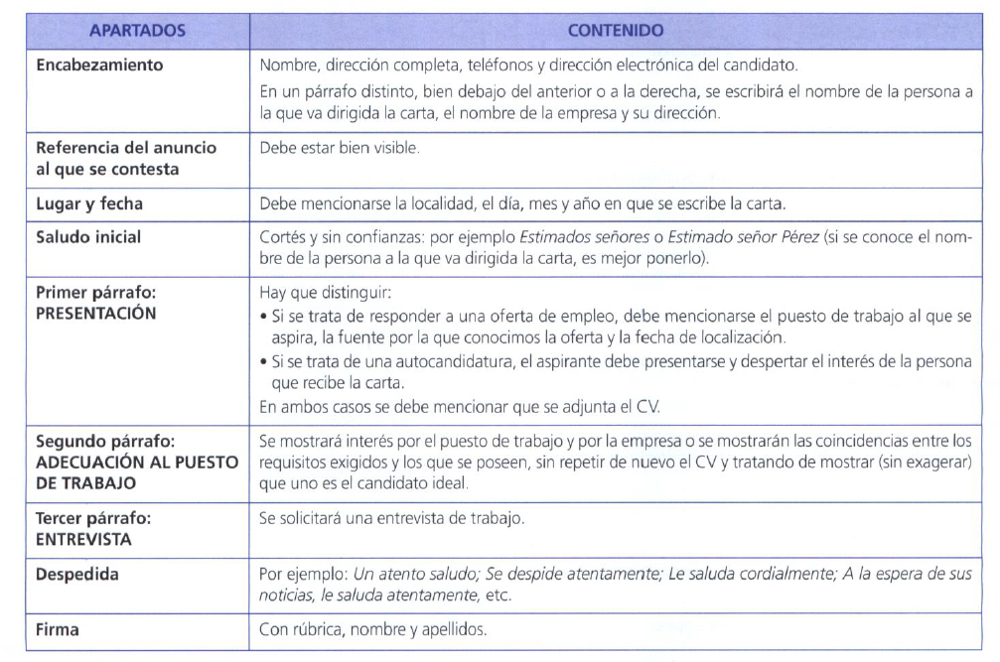 APARTADOS CONTENIDO
Encabezamiento Nombre, dirección completa, teléfonos y dirección electrónica del candidato.
En un párrafo distinto, bien debajo del anterior o a la derecha, se escribirá el nombre de la persona a
la que va dirigida la carta, el nombre de la empresa y su dirección.
Referencia del anuncio Debe estar bien visible.
al que se contesta
Lugar y fecha Debe mencionarse la localidad, el día, mes y año en que se escribe la carta.
Saludo inicial Cortés y sin confianzas: por ejemplo Estimados señores o Estimado señor Pérez (si se conoce el nom-
bre de la persona a la que va dirigida la carta, es mejor ponerlo).
Primer párrafo: Hay que distinguir:
PRESENTACIÓN • Si se trata de responder a una oferta de empleo, debe mencionarse el puesto de trabajo al que se
aspira, la fuente por la que conocimos la oferta y la fecha de localización.
• Si se trata de una autocandidatura, el aspirante debe presentarse y despertar el interés de la persona
que recibe la carta.
En ambos casos se debe mencionar que se adjunta el CV.
Segundo párrafo: Se mostrará interés por el puesto de trabajo y por la empresa o se mostrarán las coincidencias entre los
ADECUACIÓN AL PUESTO requisitos exigidos y los que se poseen, sin repetir de nuevo el CV y tratando de mostrar (sin exagerar)
DE TRABAJO que uno es el candidato ideal.
Tercer párrafo: Se solicitará una entrevista de trabajo.
ENTREVISTA
Despedida Por ejemplo: Un atento saludo; Se despide atentamente; Le saluda cordialmente; A la espera de sus
noticias, le saluda atentamente, etc.
Firma Con rúbrica, nombre y apellidos.